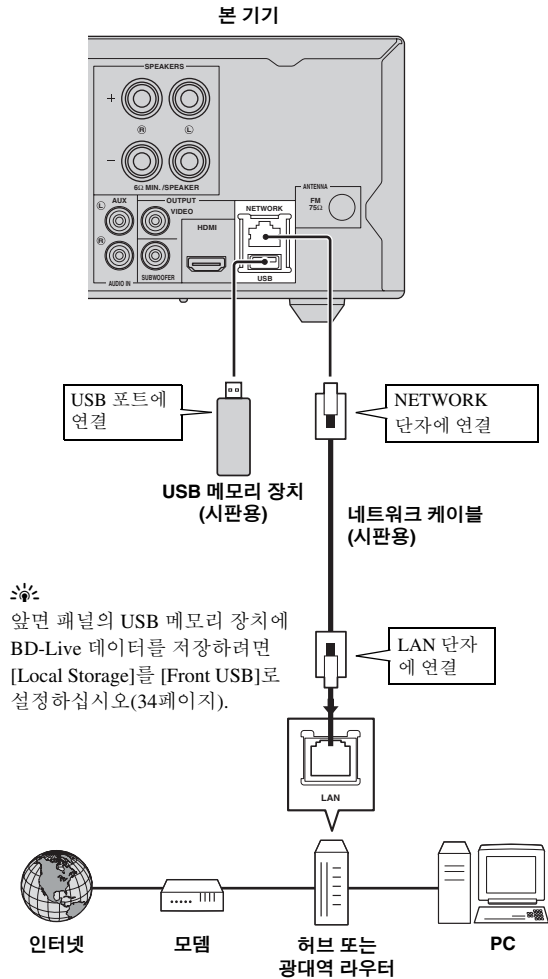 본 기기
SPEAKERS
+
R
L
−
6Ω MIN. /SPEAKER
ANTENNA
FM
75Ω
L
AUX
OUTPUT
VIDEO
NETWORK
HDMI
R
SUBWOOFER
AUDIO IN
USB
USB 포트에
연결
NETWORK
단자에 연결
USB 메모리 장치
(시판용)
네트워크 케이블
(시판용)
앞면 패널의 USB 메모리 장치에
BD-Live 데이터를 저장하려면
[Local Storage]를 [Front USB]로
설정하십시오(34페이지).
LAN 단자
에 연결
LAN
인터넷
모뎀
허브 또는
광대역 라우터
PC